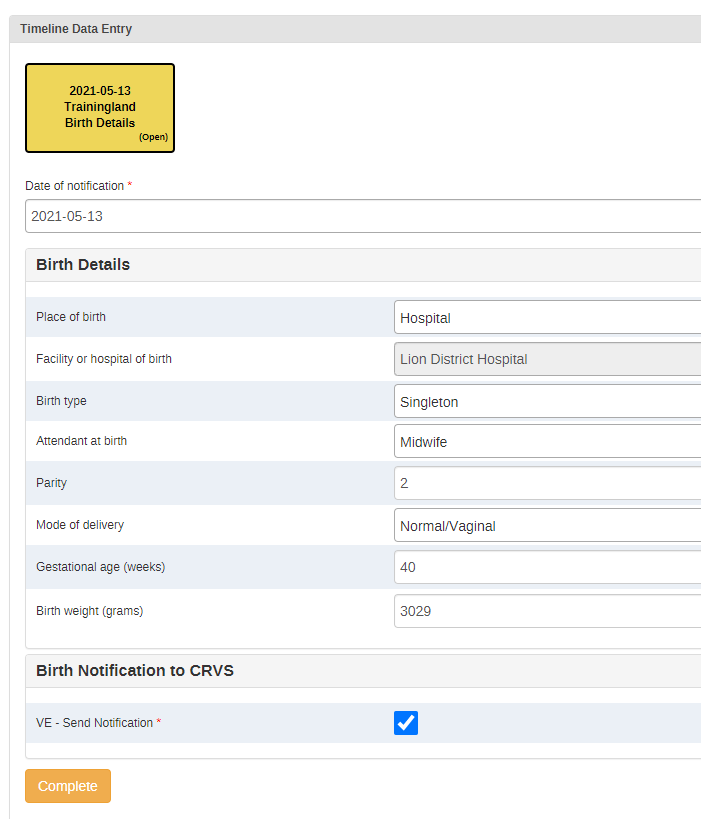 Timeline Data Entry
2021-05-13
Trainingland
Birth Details
(Open)
Date of notification *
2021-05-13
Birth Details
Place of birth Hospital
Facility or hospital of birth Lion District Hospital
Birth type Singleton
Attendant at birth Midwife
Parity 2
Mode of delivery Normal/Vaginal
Gestational age (weeks) 40
Birth weight (grams) 3029
Birth Notification to CRVS
VE - Send Notification *
Complete